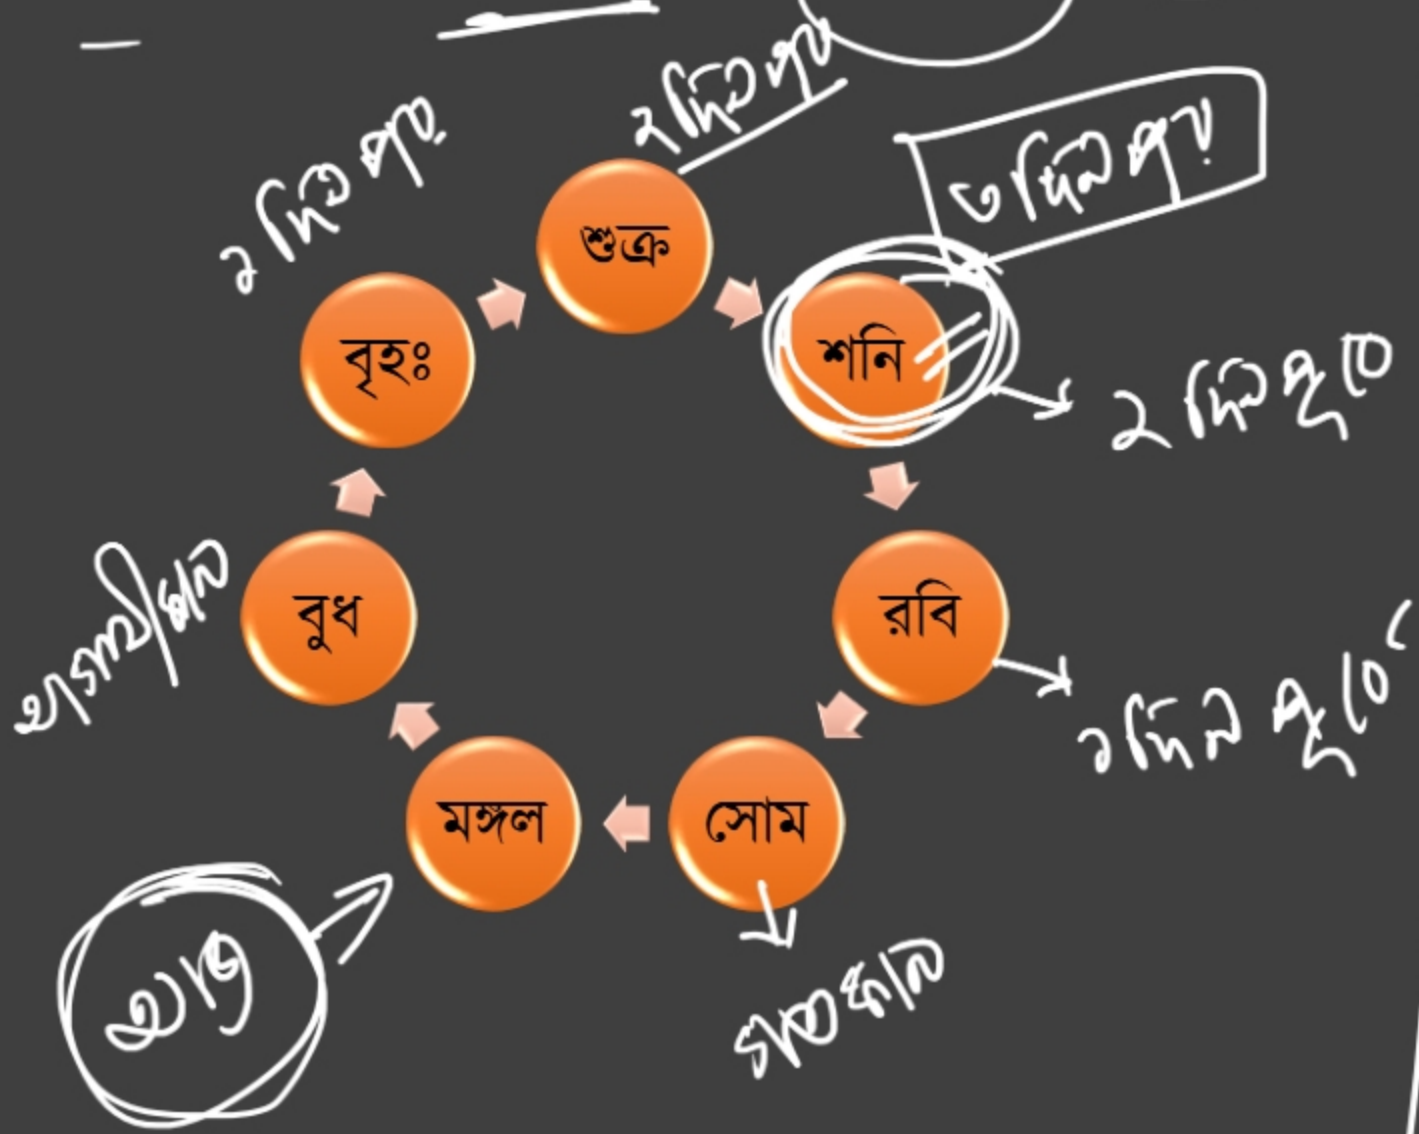 ২ দিন পর
৩ দিন পর
১ দিন পর
শুক্র
বৃহঃ
শনি
২ দিন পূর্বে
আগামীকাল
বুধ
রবি
১ দিন পূর্বে
মঙ্গল
সোম
আজ
গতকাল